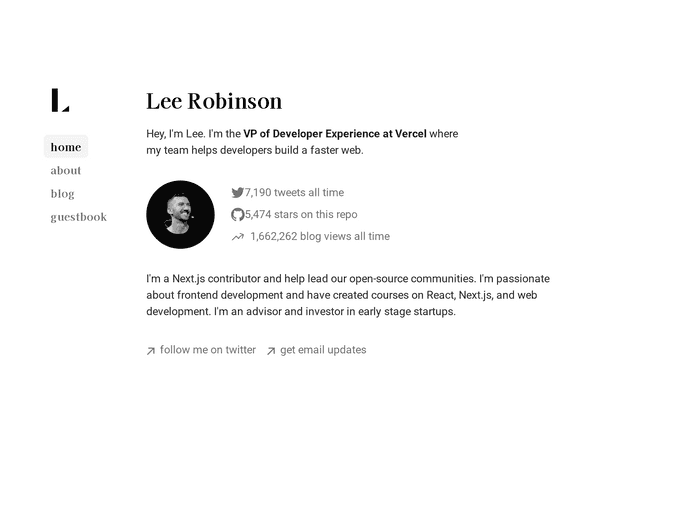 L
home
about
blog
guestbook
Lee Robinson
Hey, I'm Lee. I'm the VP of Developer Experience at Vercel where
my team helps developers build a faster web.
7,190 tweets all time
5,474 stars on this repo
1,662,262 blog views all time
I'm a Next.js contributor and help lead our open-source communities. I'm passionate
about frontend development and have created courses on React, Next.js, and web
development. I'm an advisor and investor in early stage startups.
follow me on twitter
get email updates